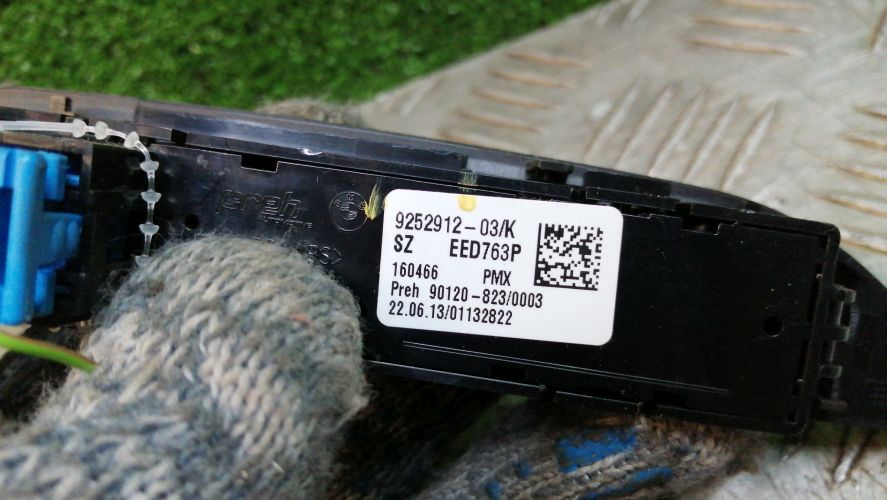 preh
9252912-03/K
SZ EED763P
160466 PMX
Preh 90120-823/0003
22.06.13/01132822